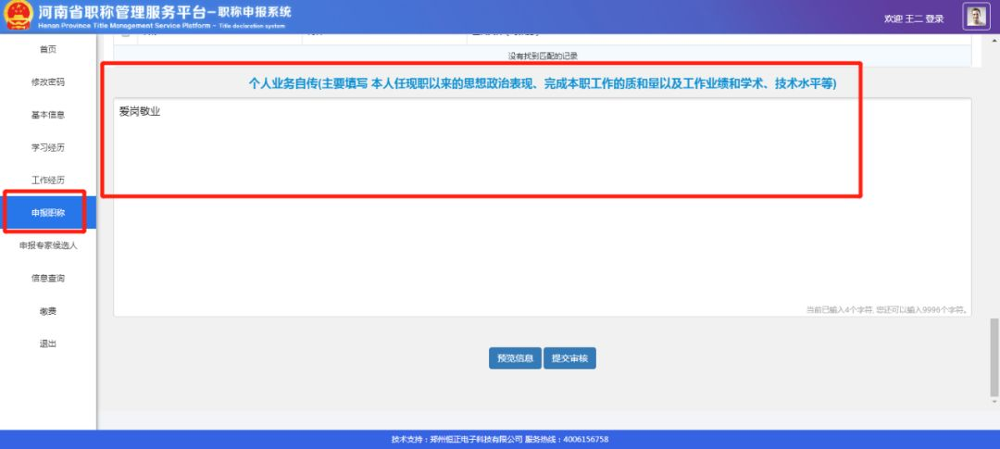 河南省职称管理服务平台-职称申报系统
Henan Province Title Management Service Platform - Title declaration system
欢迎 王二 登录
首页
没有找到匹配的记录
修改密码
个人业务自传(主要填写 本人任现职以来的思想政治表现、完成本职工作的质和量以及工作业绩和学术、技术水平等)
爱岗敬业
基本信息
学习经历
工作经历
申报职称
申报专家候选人
信息查询
缴费
当前已输入4个字符, 您还可以输入9996个字符。
退出
预览信息 提交审核
技术支持：郑州恒正电子科技有限公司 服务热线：4006156758